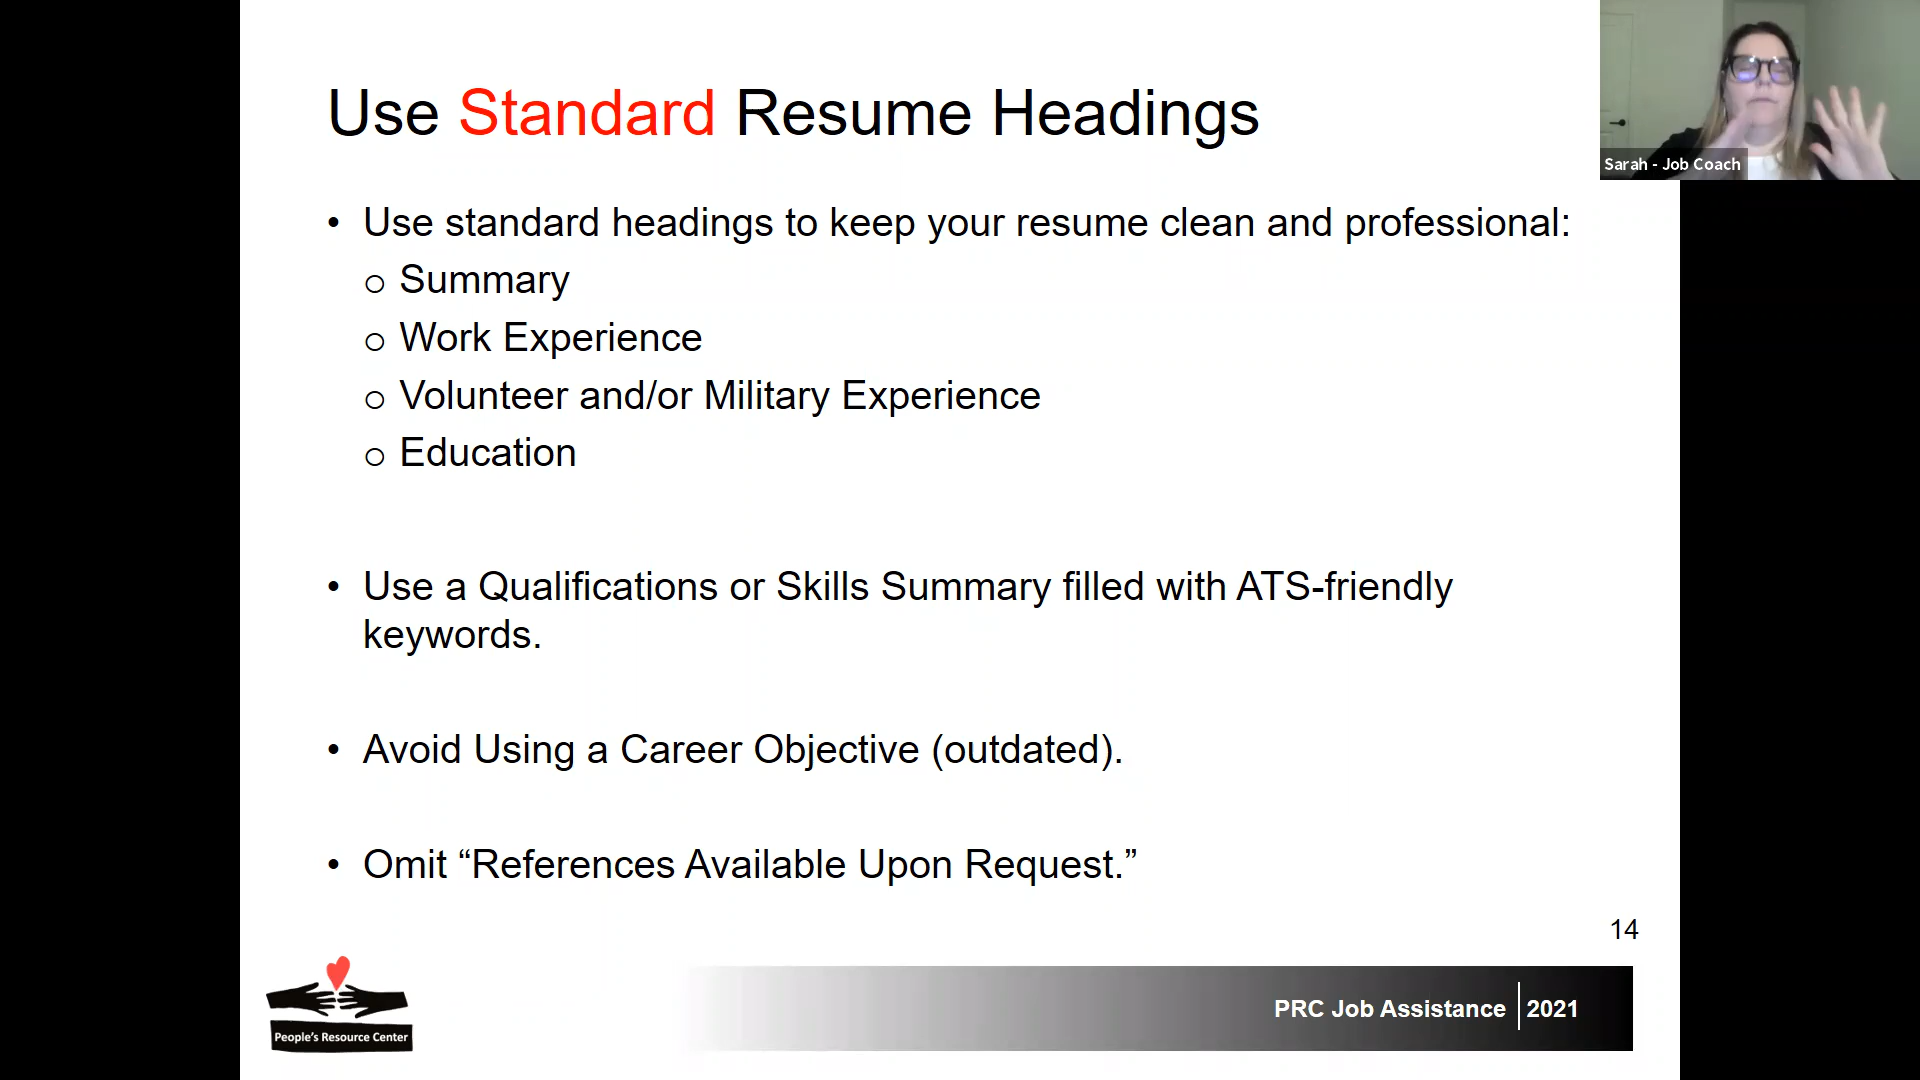 Use Standard Resume Headings
Sarah - Job Coach
• Use standard headings to keep your resume clean and professional:
o Summary
o Work Experience
o Volunteer and/or Military Experience
o Education
• Use a Qualifications or Skills Summary filled with ATS-friendly
keywords.
• Avoid Using a Career Objective (outdated).
• Omit “References Available Upon Request.”
14
People's Resource Center
PRC Job Assistance | 2021